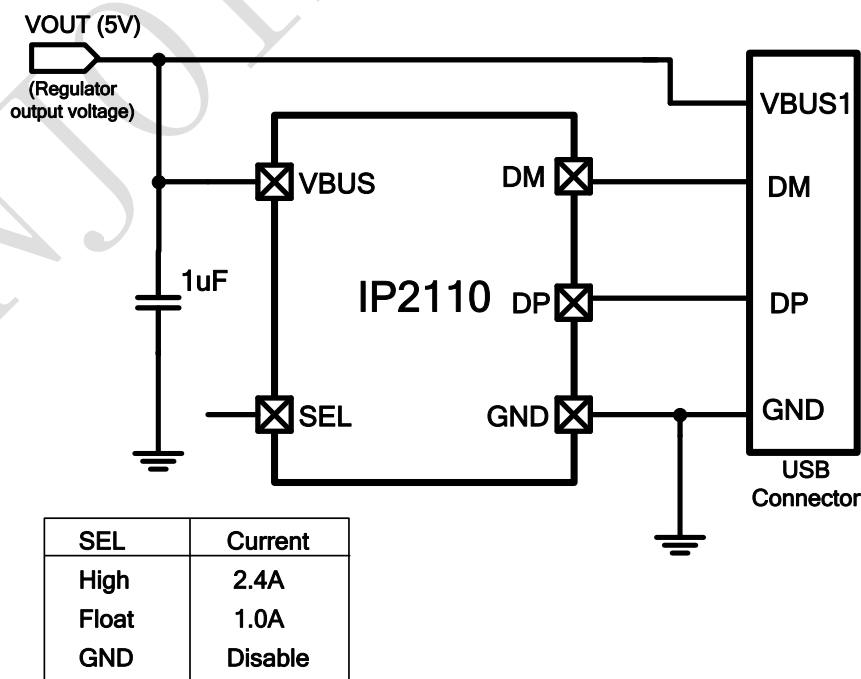 VOUT (5V)
(Regulator
output voltage)
VBUS1
VBUS
DM
DM
1uF
IP2110
DP
DP
SEL
GND
GND
USB
Connector
SEL Current
High 2.4A
Float 1.0A
GND Disable